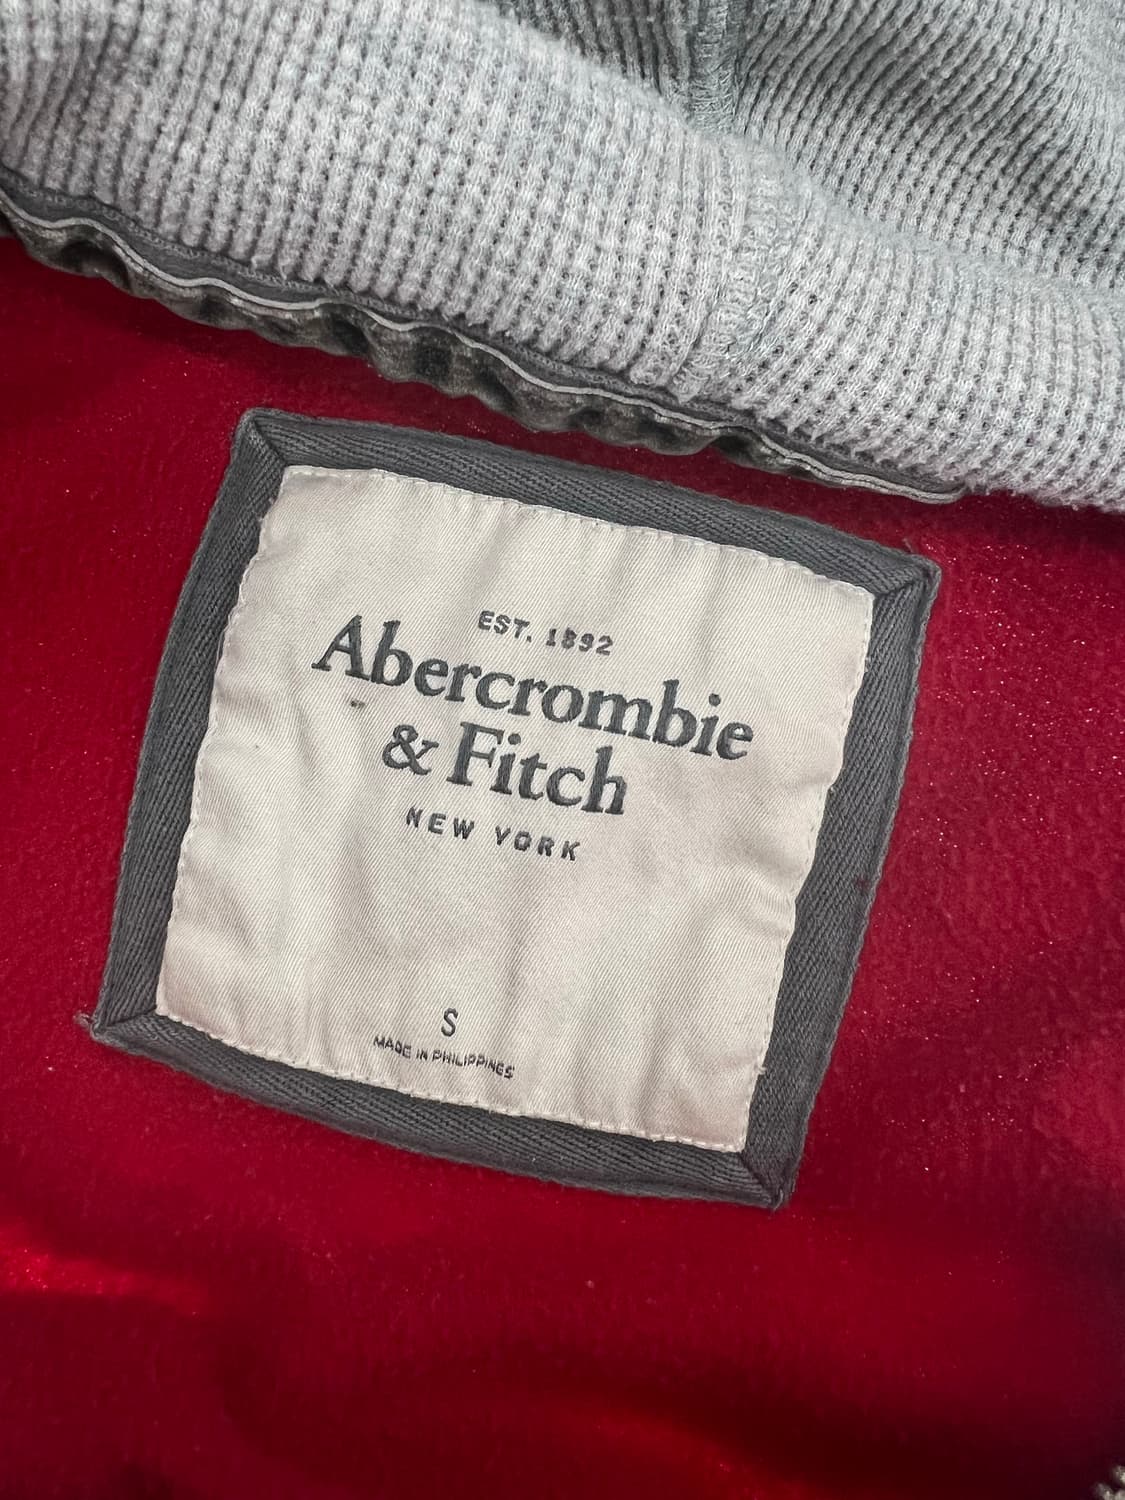 EST. 1892
Abercrombie
& Fitch
NEW YORK
S
MADE IN PHILIPPINES